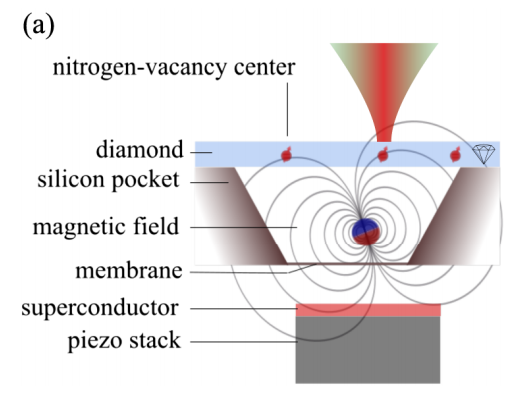 (a)
nitrogen-vacancy center
diamond
silicon pocket
magnetic field
membrane
superconductor
piezo stack